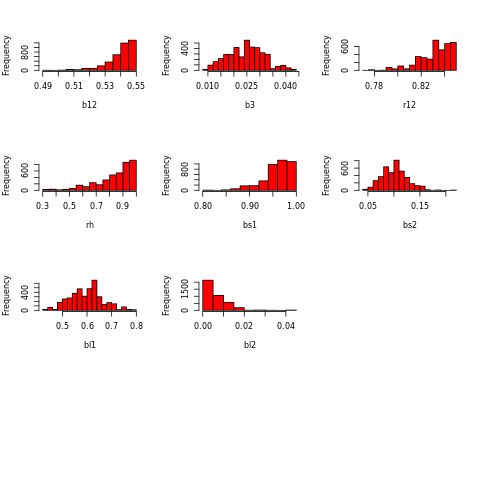 Frequency
0 800
0.49 0.51 0.53 0.55
b12
Frequency
0 400
0.010 0.025 0.040
b3
Frequency
0 600
0.78 0.82
r12
Frequency
0 600
0.3 0.5 0.7 0.9
rh
Frequency
0 800
0.80 0.90 1.00
bs1
Frequency
0 600
0.05 0.15
bs2
Frequency
0 400
0.5 0.6 0.7 0.8
bl1
Frequency
0 1500
0.00 0.02 0.04
bl2